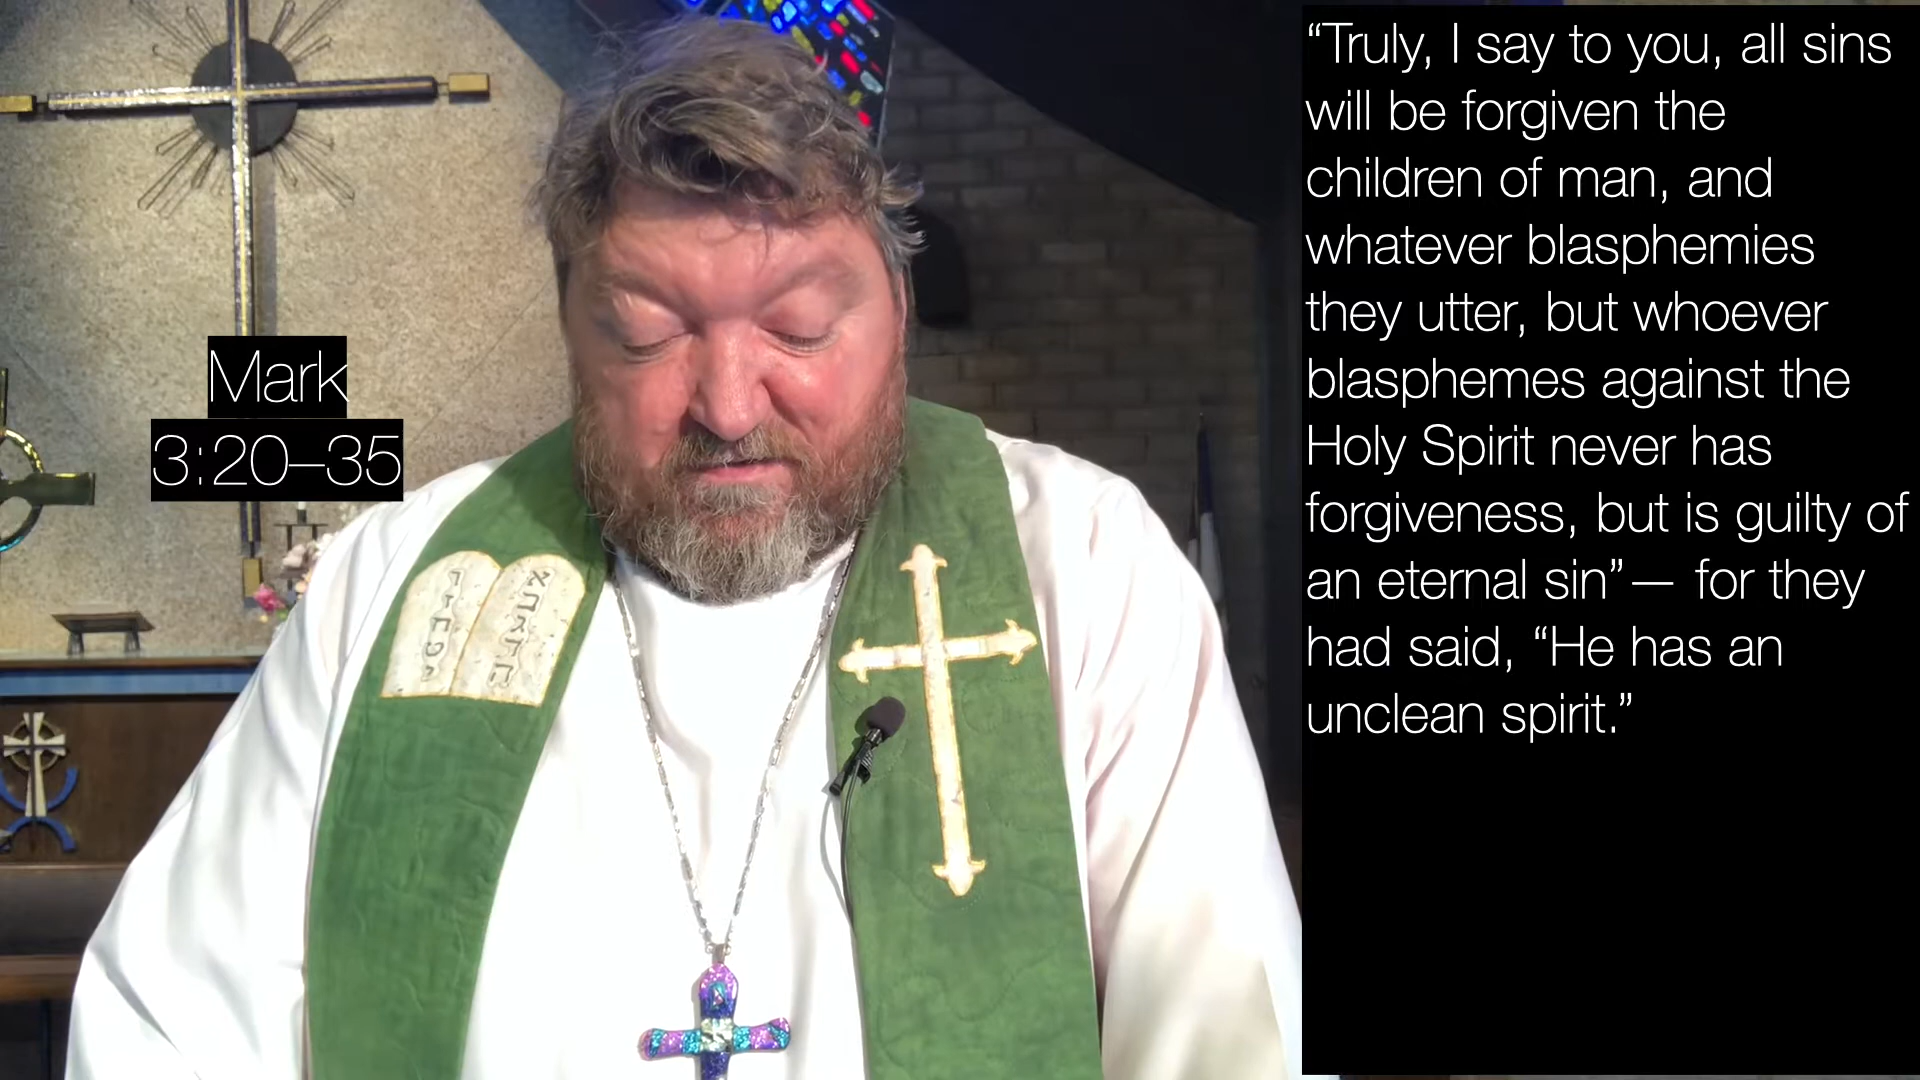 Mark
3:20–35
“Truly, I say to you, all sins
will be forgiven the
children of man, and
whatever blasphemies
they utter, but whoever
blasphemes against the
Holy Spirit never has
forgiveness, but is guilty of
an eternal sin”— for they
had said, “He has an
unclean spirit.”